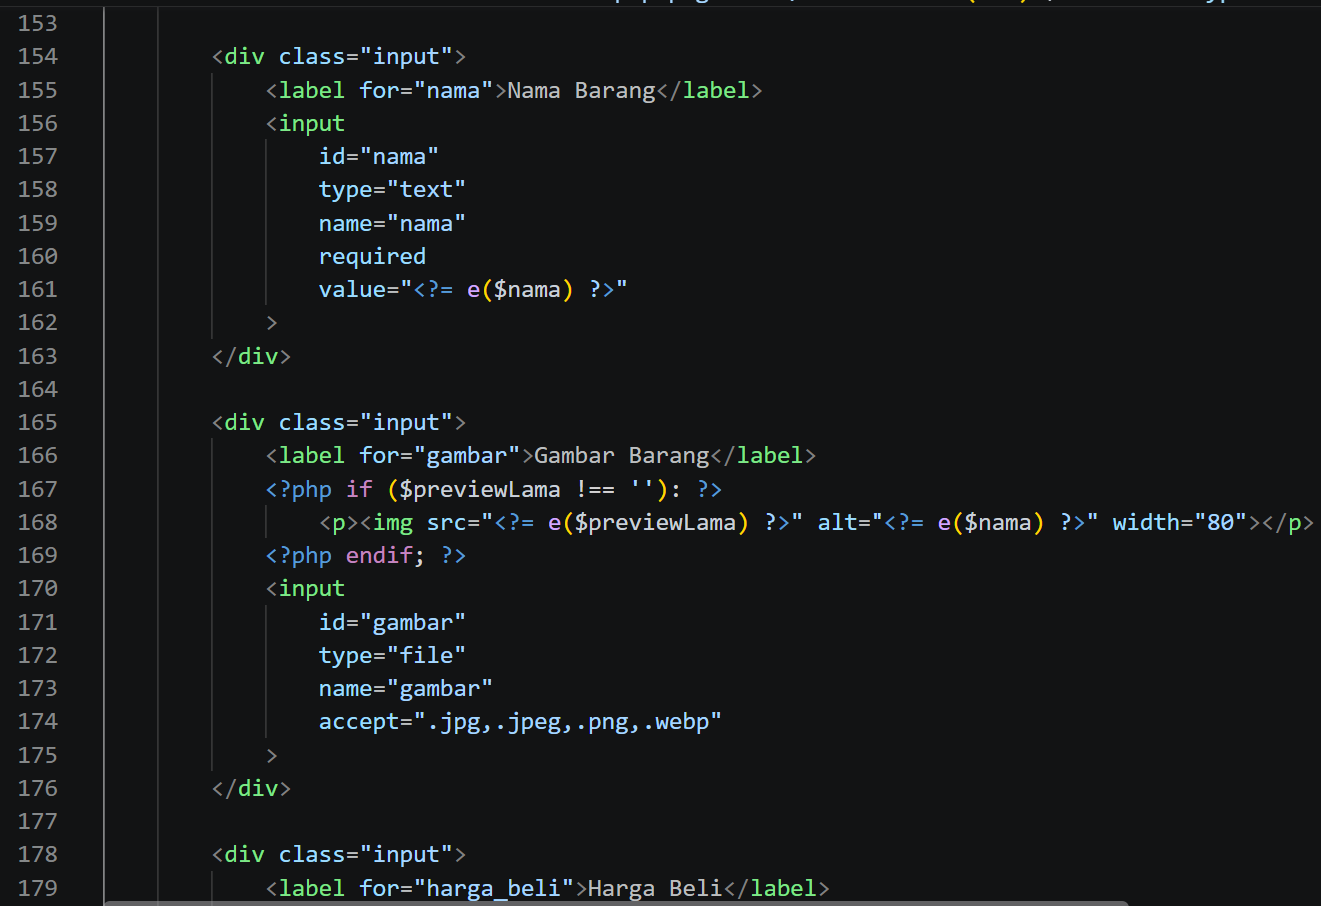 153
154 <div class="input">
155 <label for="nama">Nama Barang</label>
156 <input
157 id="nama"
158 type="text"
159 name="nama"
160 required
161 value="<?= e($nama) ?>"
162 >
163 </div>
164
165 <div class="input">
166 <label for="gambar">Gambar Barang</label>
167 <?php if ($previewLama !== ''): ?>
168 <p><img src="<?= e($previewLama) ?>" alt="<?= e($nama) ?>" width="80"></p>
169 <?php endif; ?>
170 <input
171 id="gambar"
172 type="file"
173 name="gambar"
174 accept=".jpg,.jpeg,.png,.webp"
175 >
176 </div>
177
178 <div class="input">
179 <label for="harga_beli">Harga Beli</label>